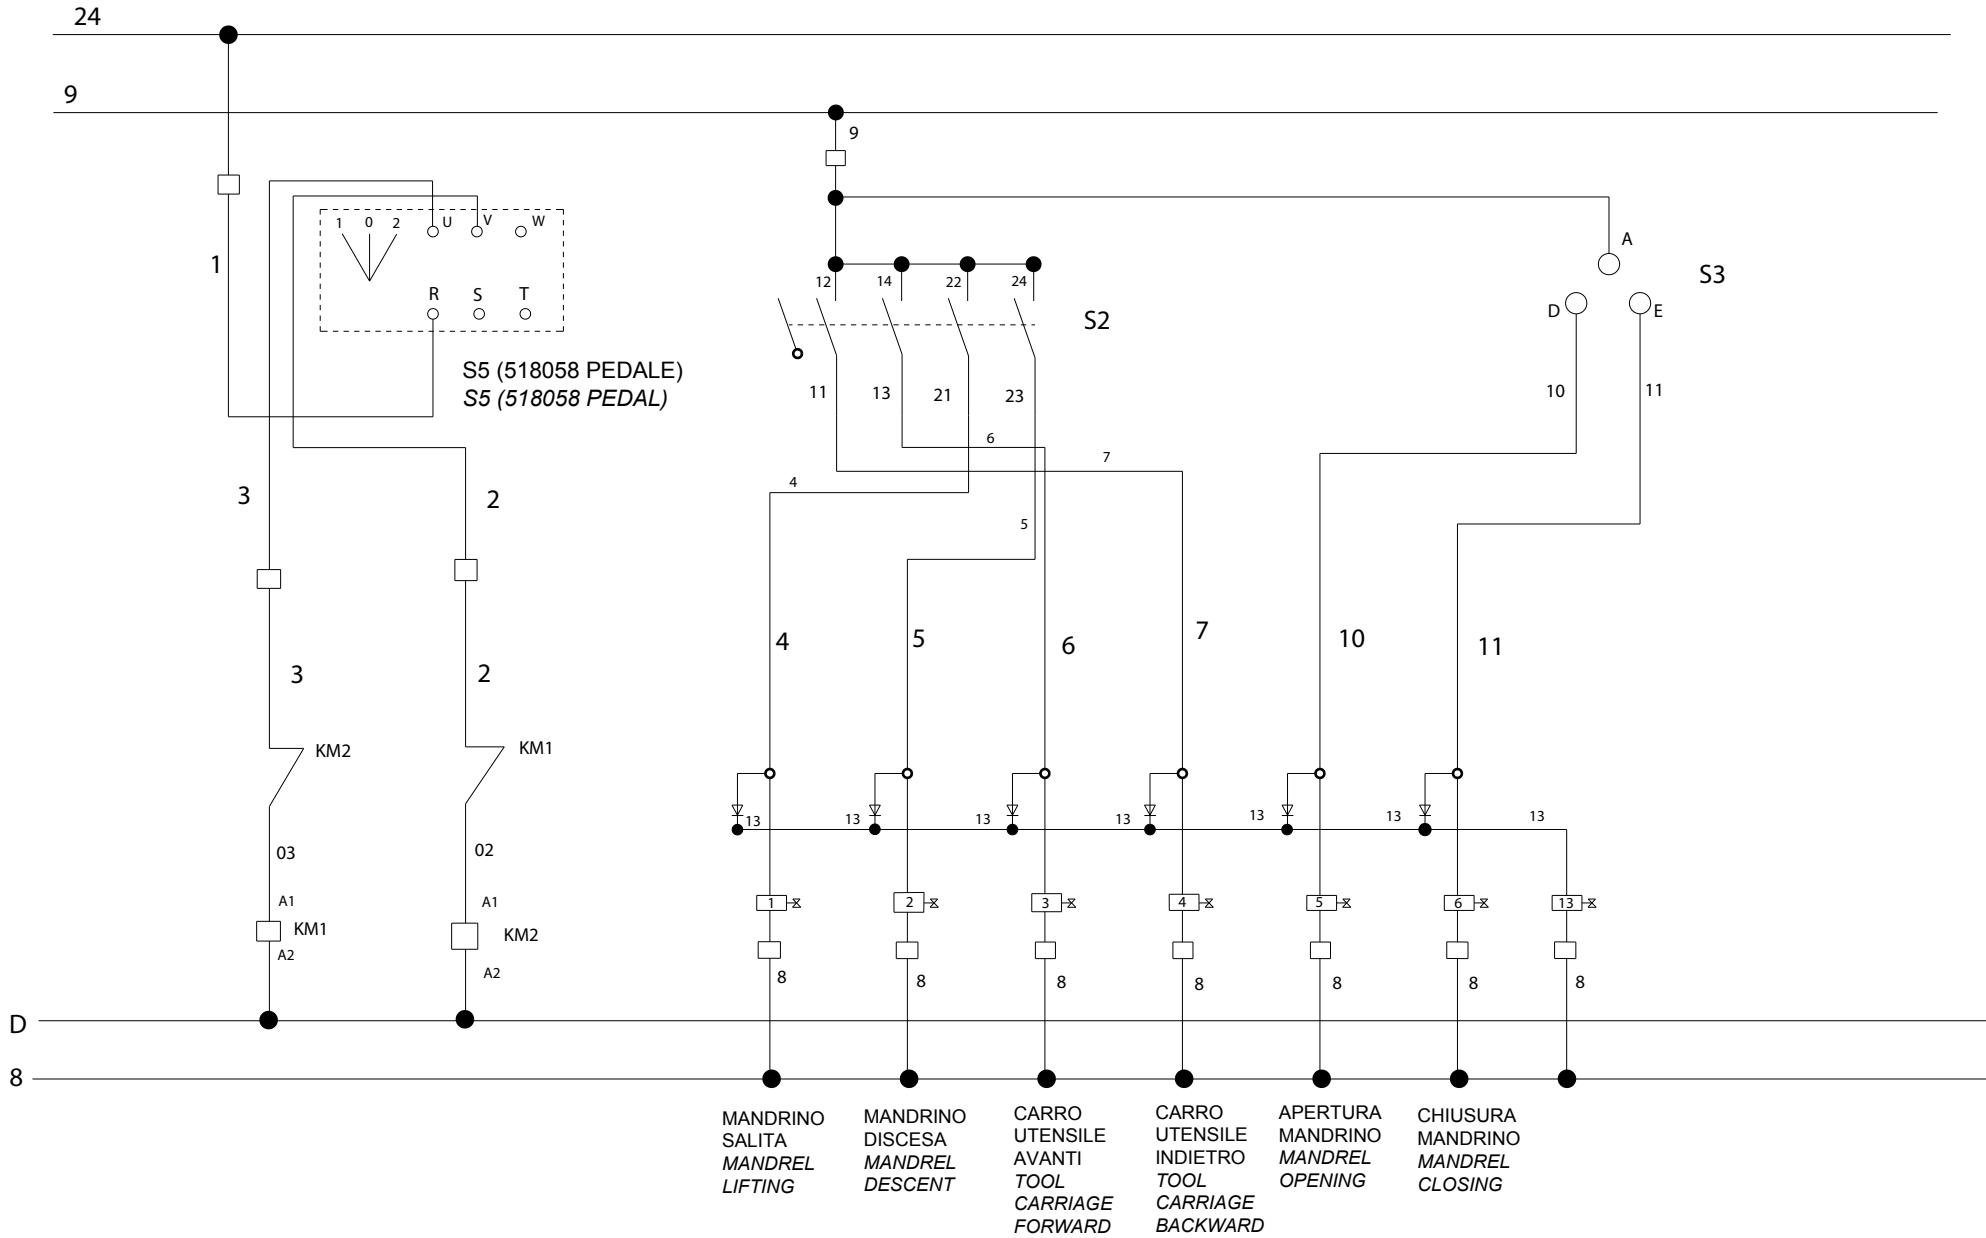 24
9
9
1 0 2 U V W
A
1
S3
R S T
12 14 22 24
D E
S2
S5 (518058 PEDALE)
S5 (518058 PEDAL)
11 13 21 23
10 11
6
7
4
5
3 2
4 5 6 7 10 11
3 2
KM2 KM1
13 13 13 13 13 13 13
03 02
A1 A1
1 2 3 4 5 6 13
KM1 KM2
A2 A2
8 8 8 8 8 8 8
D
8
MANDRINO
SALITA
MANDREL
LIFTING
MANDRINO
DISCESA
MANDREL
DESCENT
CARRO
UTENSILE
AVANTI
TOOL
CARRIAGE
FORWARD
CARRO
UTENSILE
INDIETRO
TOOL
CARRIAGE
BACKWARD
APERTURA
MANDRINO
MANDREL
OPENING
CHIUSURA
MANDRINO
MANDREL
CLOSING